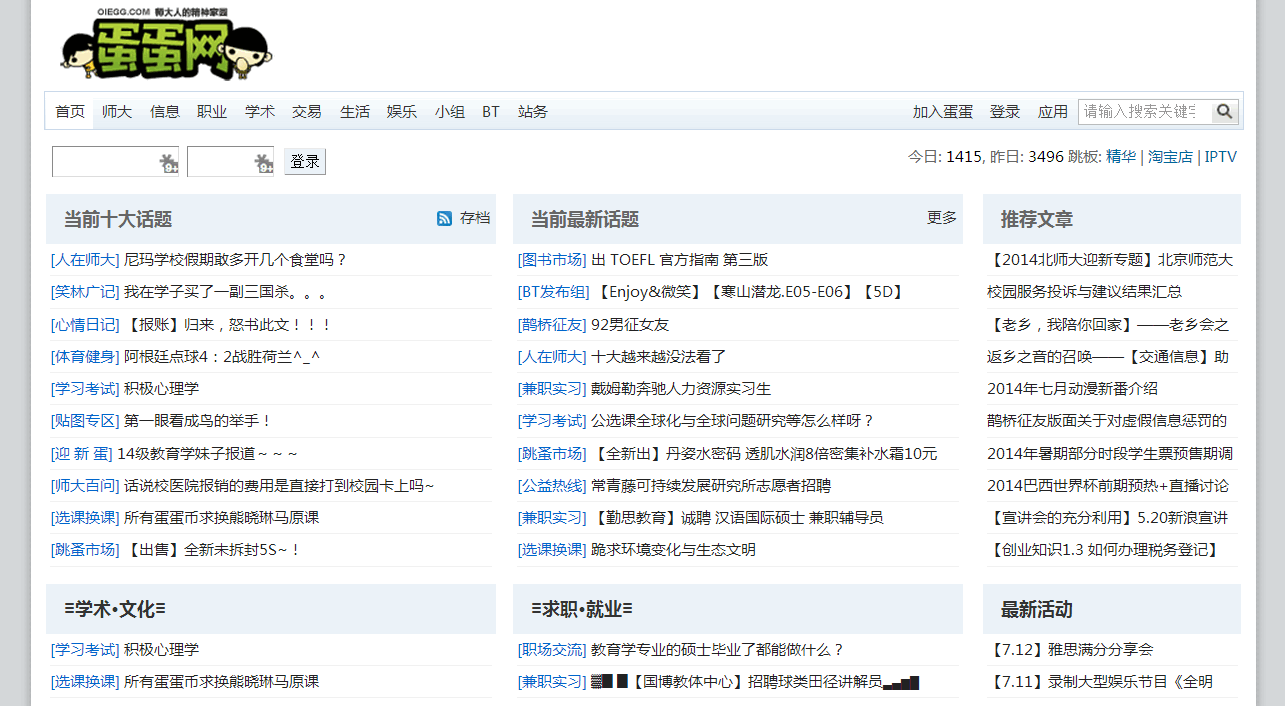 OIEGG.COM 师大人的精神家园
蛋蛋网
首页 师大 信息 职业 学术 交易 生活 娱乐 小组 BT 站务 加入蛋蛋 登录 应用 请输入搜索关键字
登录 今日: 1415, 昨日: 3496 跳板: 精华 | 淘宝店 | IPTV
当前十大话题 存档
[人在师大] 尼玛学校假期敢多开几个食堂吗？
[笑林广记] 我在学子买了一副三国杀。。。
[心情日记] 【报账】归来，怒书此文！！！
[体育健身] 阿根廷点球4：2战胜荷兰^_^
[学习考试] 积极心理学
[贴图专区] 第一眼看成鸟的举手！
[迎 新 蛋] 14级教育学妹子报道～～～
[师大百问] 话说校医院报销的费用是直接打到校园卡上吗~
[选课换课] 所有蛋蛋币求换熊晓琳马原课
[跳蚤市场] 【出售】全新未拆封5S~！
当前最新话题 更多
[图书市场] 出 TOEFL 官方指南 第三版
[BT发布组] 【Enjoy&微笑】【寒山潜龙.E05-E06】【5D】
[鹊桥征友] 92男征女友
[人在师大] 十大越来越没法看了
[兼职实习] 戴姆勒奔驰人力资源实习生
[学习考试] 公选课全球化与全球问题研究等怎么样呀？
[跳蚤市场] 【全新出】丹姿水密码 透肌水润8倍密集补水霜10元
[公益热线] 常青藤可持续发展研究所志愿者招聘
[兼职实习] 【勤思教育】诚聘 汉语国际硕士 兼职辅导员
[选课换课] 跪求环境变化与生态文明
推荐文章
【2014北师大迎新专题】北京师范大
校园服务投诉与建议结果汇总
【老乡，我陪你回家】——老乡会之
返乡之音的召唤——【交通信息】助
2014年七月动漫新番介绍
鹊桥征友版面关于对虚假信息惩罚的
2014年暑期部分时段学生票预售期调
2014巴西世界杯前期预热+直播讨论
【宣讲会的充分利用】5.20新浪宣讲
【创业知识1.3 如何办理税务登记】
≡学术•文化≡
[学习考试] 积极心理学
[选课换课] 所有蛋蛋币求换熊晓琳马原课
≡求职•就业≡
[职场交流] 教育学专业的硕士毕业了都能做什么？
[兼职实习] ▓█ █【国博教体中心】招聘球类田径讲解员▃▄▆█
最新活动
【7.12】雅思满分分享会
【7.11】录制大型娱乐节目《全明